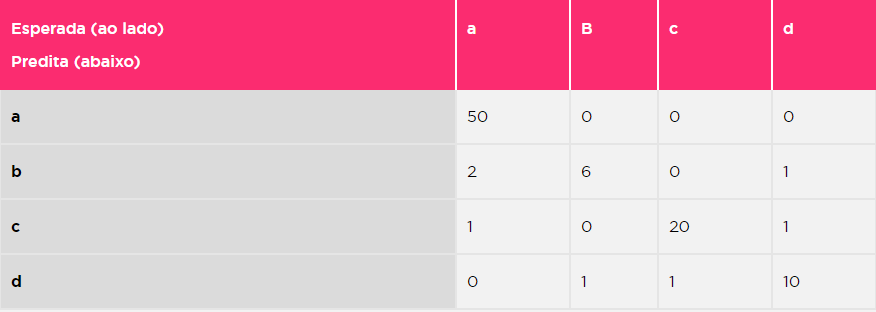 Esperada (ao lado)
Predita (abaixo)
a B c d
a 50 0 0 0
b 2 6 0 1
c 1 0 20 1
d 0 1 1 10